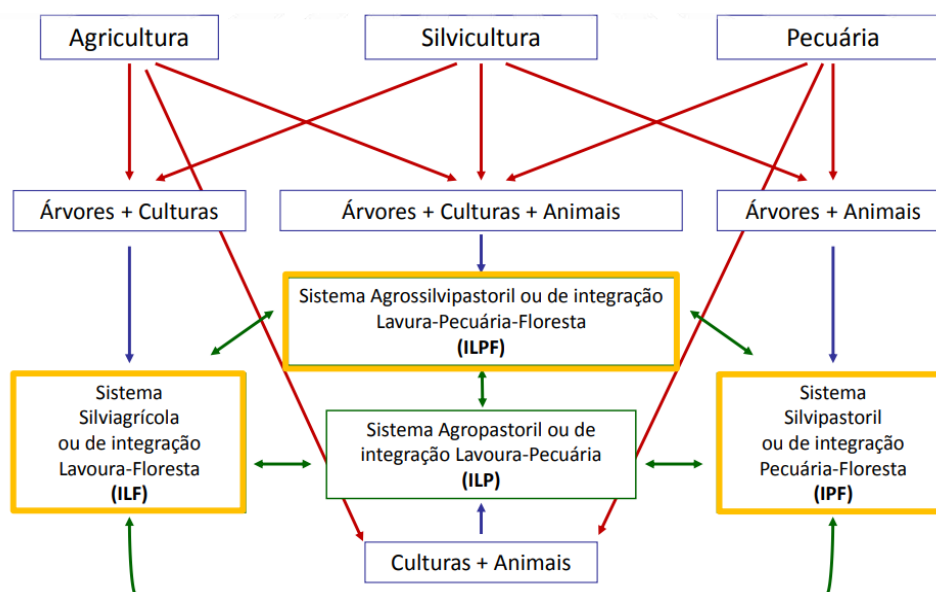 Agricultura
Silvicultura
Pecuária
Árvores + Culturas
Árvores + Culturas + Animais
Árvores + Animais
Sistema Agrossilvipastoril ou de integração
Lavura-Pecuária-Floresta
(ILPF)
Sistema
Silviagrícola
ou de integração
Lavoura-Floresta
(ILF)
Sistema Agropastoril ou de
integração Lavoura-Pecuária
(ILP)
Sistema
Silvipastoril
ou de integração
Pecuária-Floresta
(IPF)
Culturas + Animais